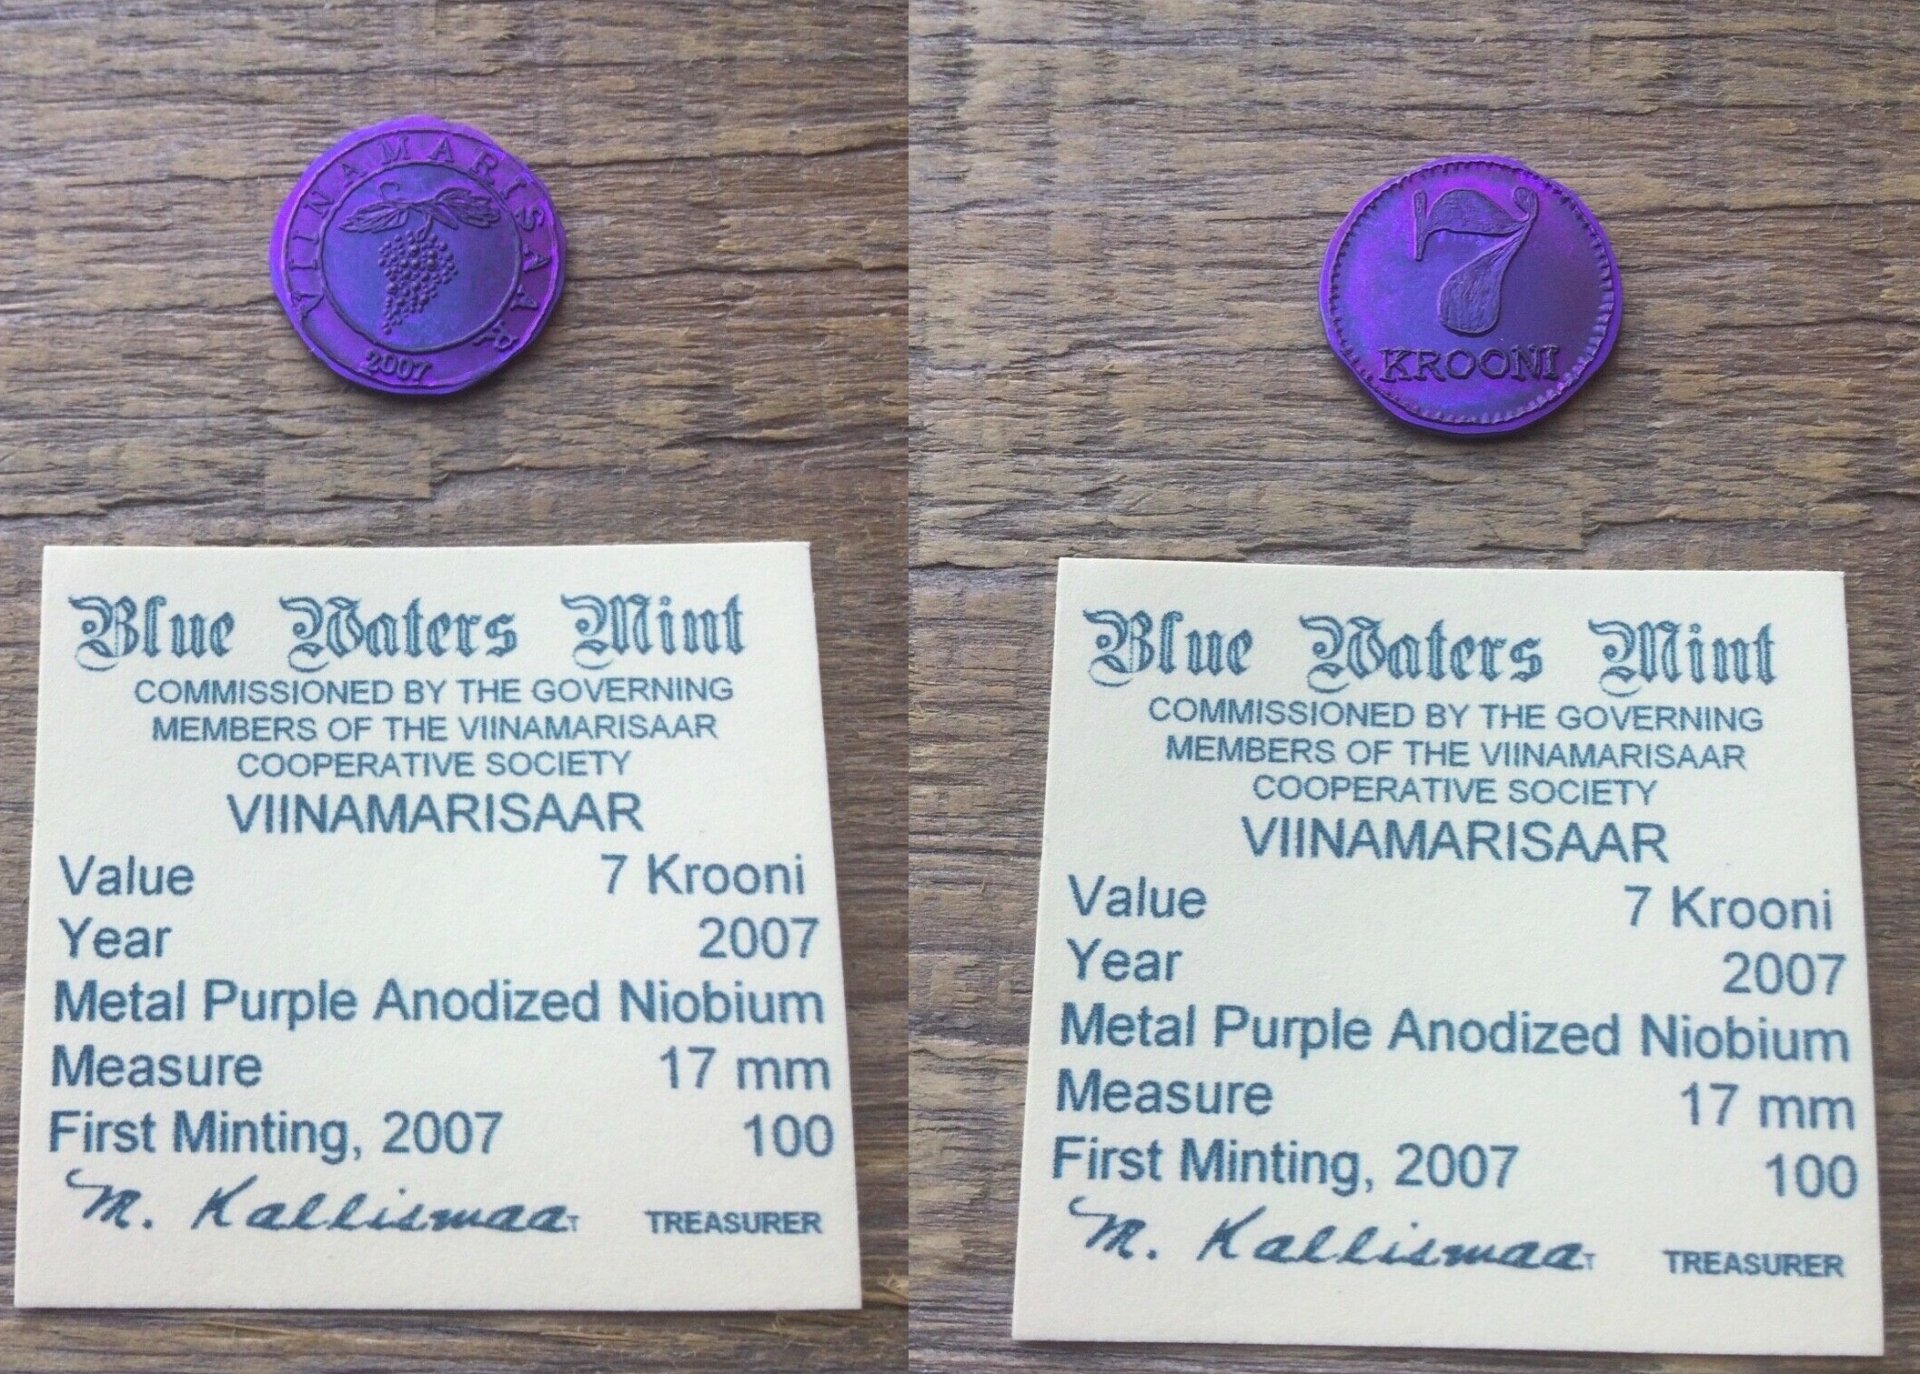 VIINAMARISAAR
2007
Blue Waters Mint
COMMISSIONED BY THE GOVERNING
MEMBERS OF THE VIINAMARISAAR
COOPERATIVE SOCIETY
VIINAMARISAAR
Value 7 Krooni
Year 2007
Metal Purple Anodized Niobium
Measure 17 mm
First Minting, 2007 100
M. Kallismaa T TREASURER
7
KROONI
Blue Waters Mint
COMMISSIONED BY THE GOVERNING
MEMBERS OF THE VIINAMARISAAR
COOPERATIVE SOCIETY
VIINAMARISAAR
Value 7 Krooni
Year 2007
Metal Purple Anodized Niobium
Measure 17 mm
First Minting, 2007 100
M. Kallismaa T TREASURER